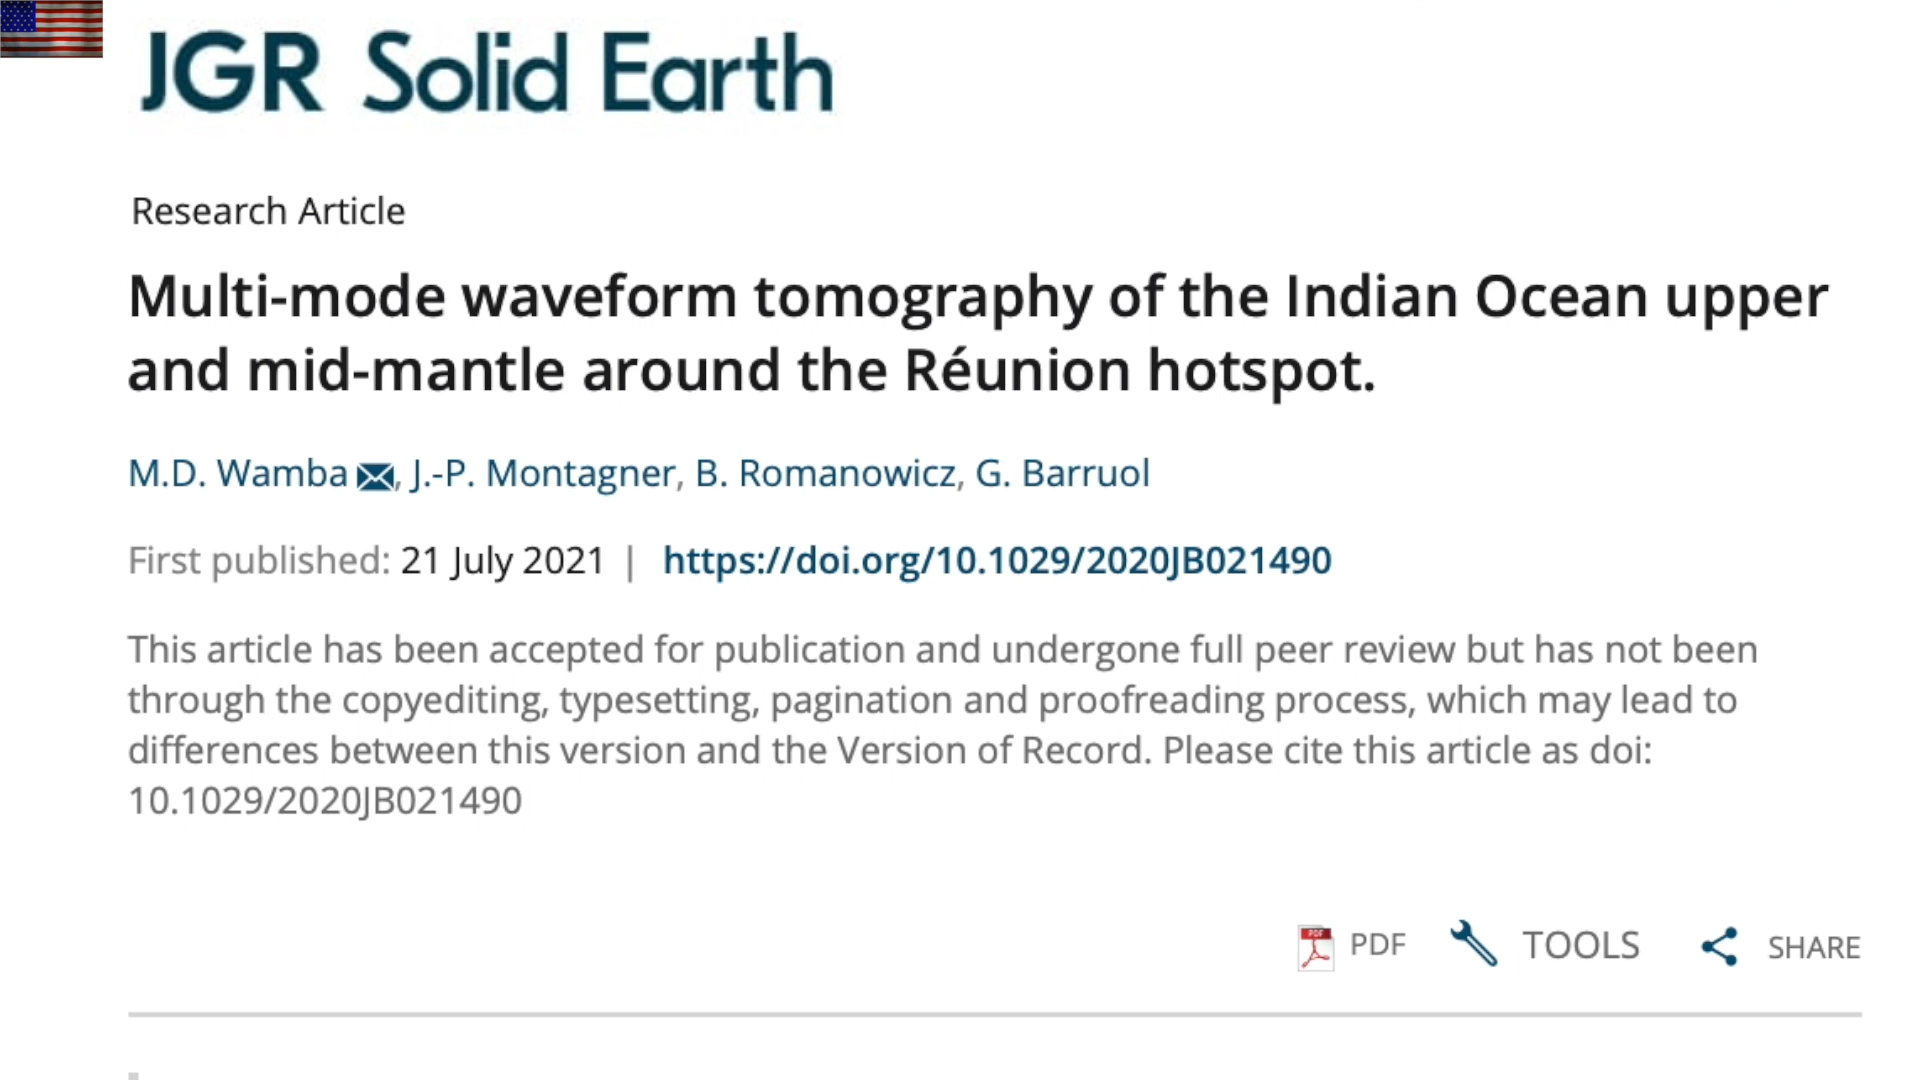 JGR Solid Earth
Research Article
Multi-mode waveform tomography of the Indian Ocean upper
and mid-mantle around the Réunion hotspot.
M.D. Wamba, J.-P. Montagner, B. Romanowicz, G. Barruol
First published: 21 July 2021 | https://doi.org/10.1029/2020JB021490
This article has been accepted for publication and undergone full peer review but has not been
through the copyediting, typesetting, pagination and proofreading process, which may lead to
differences between this version and the Version of Record. Please cite this article as doi:
10.1029/2020JB021490
PDF PDF TOOLS SHARE